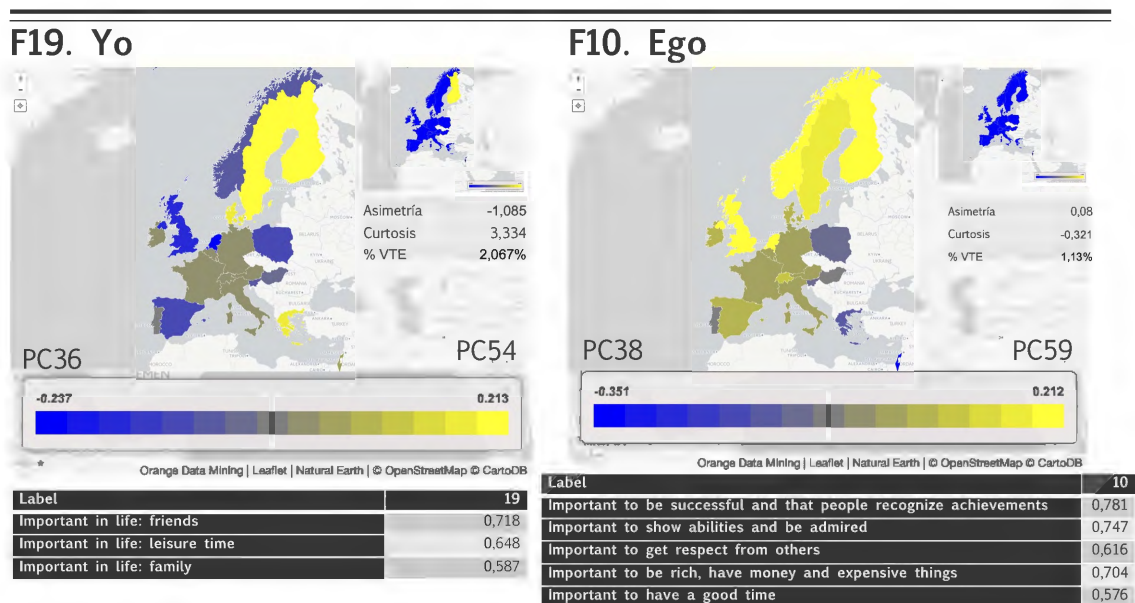 F19. Yo
Asimetría -1,085
Curtosis 3,334
% VTE 2,067%
PC36
PC54
-0.237
0.213
Orange Data Mining | Leaflet | Natural Earth | © OpenStreetMap © CartoDB
Label 19
Important in life: friends 0,718
Important in life: leisure time 0,648
Important in life: family 0,587
F10. Ego
Asimetría 0,08
Curtosis -0,321
% VTE 1,13%
PC38
PC59
-0.351
0.212
Orange Data Mining | Leaflet | Natural Earth | © OpenStreetMap © CartoDB
Label 10
Important to be successful and that people recognize achievements 0,781
Important to show abilities and be admired 0,747
Important to get respect from others 0,616
Important to be rich, have money and expensive things 0,704
Important to have a good time 0,576